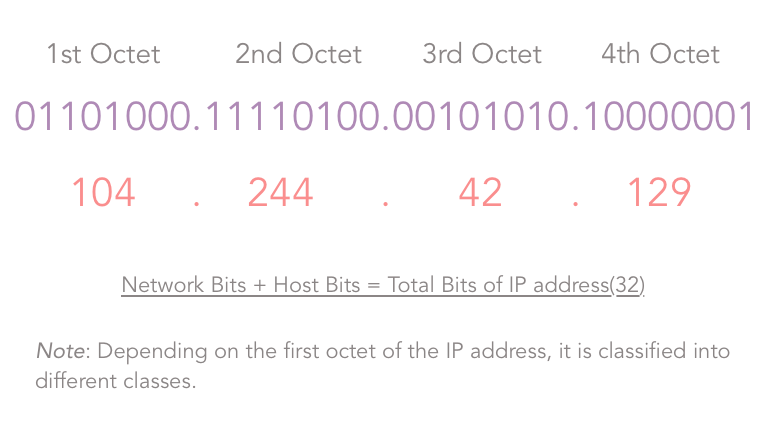 1st Octet 2nd Octet 3rd Octet 4th Octet
01101000.11110100.00101010.10000001
104 . 244 . 42 . 129
Network Bits + Host Bits = Total Bits of IP address(32)
Note: Depending on the first octet of the IP address, it is classified into
different classes.